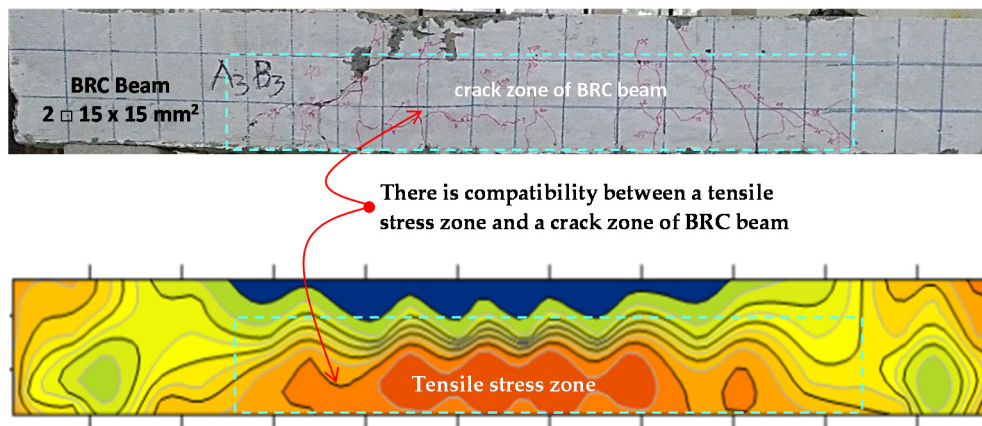 A3B3
BRC Beam
2 □ 15 x 15 mm²
crack zone of BRC beam
There is compatibility between a tensile
stress zone and a crack zone of BRC beam
Tensile stress zone